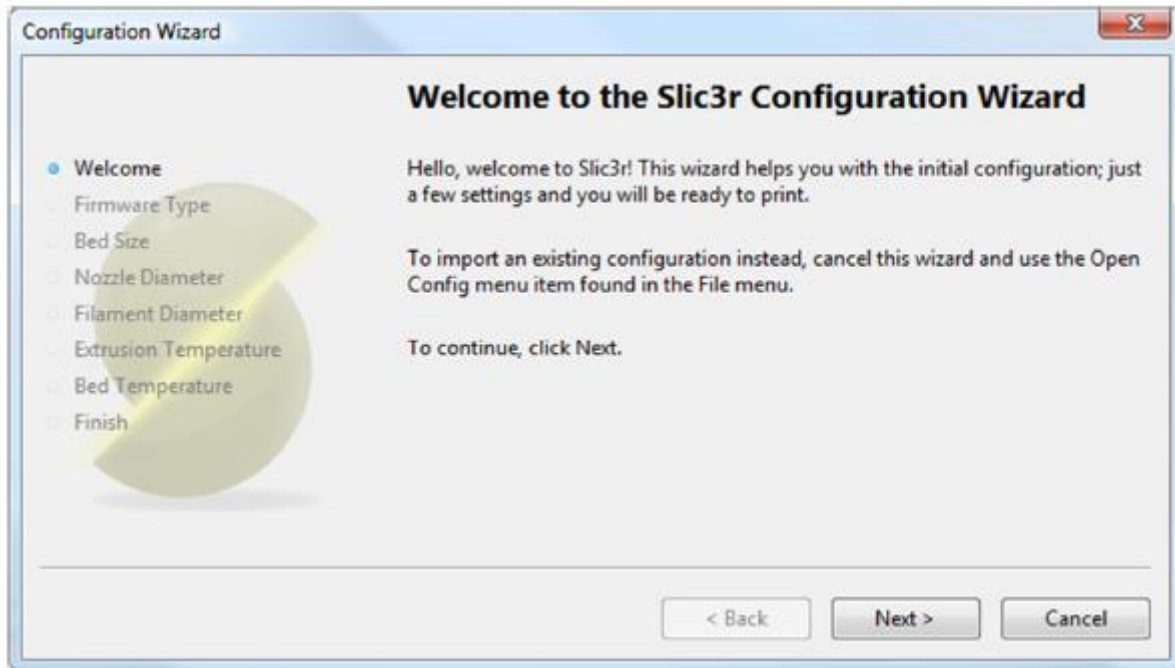 Configuration Wizard
Welcome to the Slic3r Configuration Wizard
Welcome
Firmware Type
Bed Size
Nozzle Diameter
Filament Diameter
Extrusion Temperature
Bed Temperature
Finish
Hello, welcome to Slic3r! This wizard helps you with the initial configuration; just
a few settings and you will be ready to print.
To import an existing configuration instead, cancel this wizard and use the Open
Config menu item found in the File menu.
To continue, click Next.
< Back
Next >
Cancel